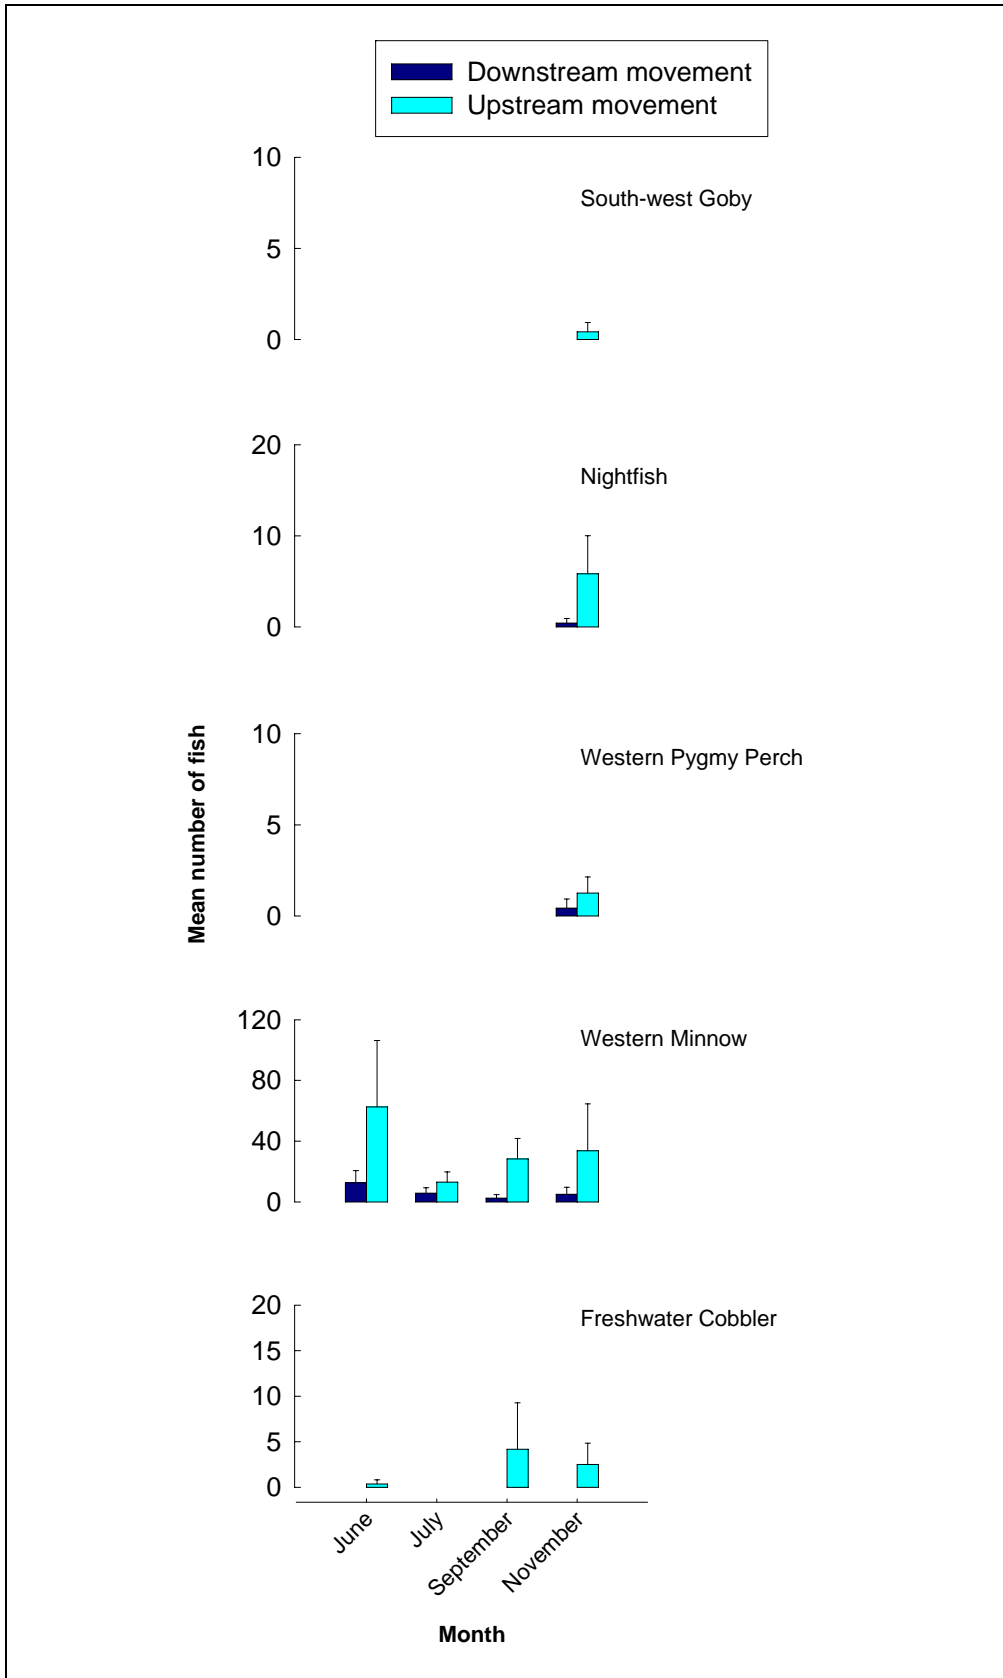 Downstream movement
Upstream movement
10
South-west Goby
5
0
20
Nightfish
10
0
Mean number of fish
10
Western Pygmy Perch
5
0
120
Western Minnow
80
40
0
20
Freshwater Cobbler
15
10
5
0
June
July
September
November
Month